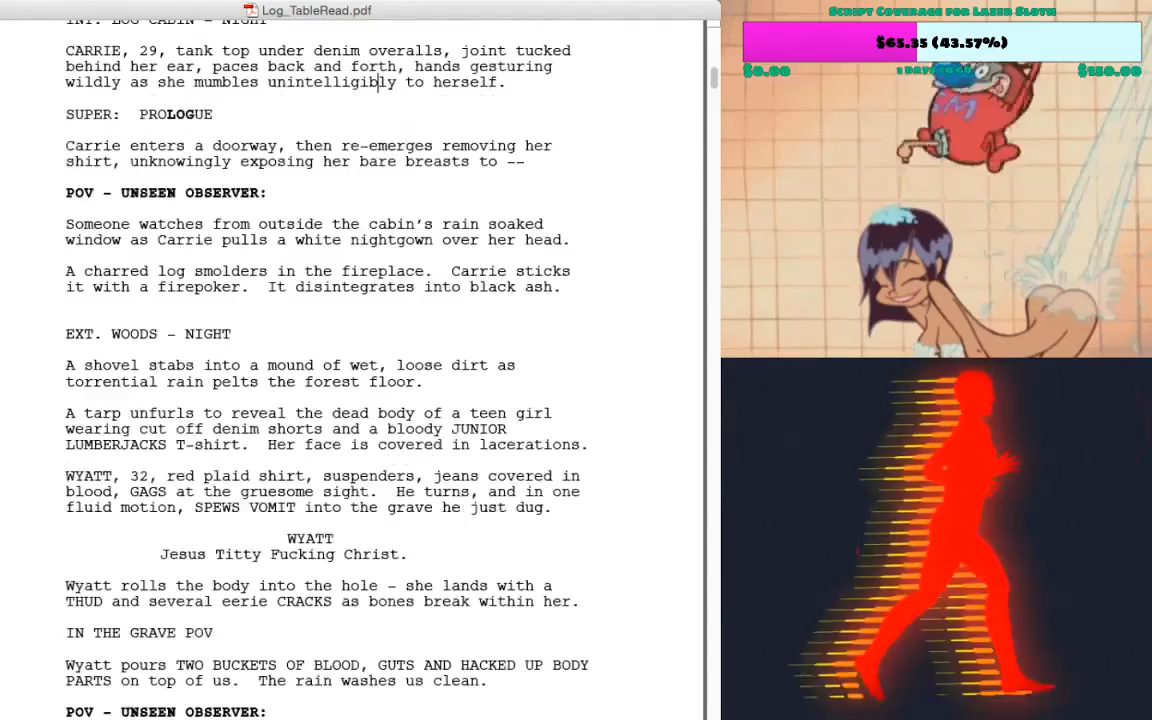 Log_TableRead.pdf
INT. LOG CABIN - NIGHT
CARRIE, 29, tank top under denim overalls, joint tucked
behind her ear, paces back and forth, hands gesturing
wildly as she mumbles unintelligibly to herself.
SUPER:  PROLOGUE
Carrie enters a doorway, then re-emerges removing her
shirt, unknowingly exposing her bare breasts to --
POV - UNSEEN OBSERVER:
Someone watches from outside the cabin's rain soaked
window as Carrie pulls a white nightgown over her head.
A charred log smolders in the fireplace.  Carrie sticks
it with a firepoker.  It disintegrates into black ash.
EXT. WOODS - NIGHT
A shovel stabs into a mound of wet, loose dirt as
torrential rain pelts the forest floor.
A tarp unfurls to reveal the dead body of a teen girl
wearing cut off denim shorts and a bloody JUNIOR
LUMBERJACKS T-shirt.  Her face is covered in lacerations.
WYATT, 32, red plaid shirt, suspenders, jeans covered in
blood, GAGS at the gruesome sight.  He turns, and in one
fluid motion, SPEWS VOMIT into the grave he just dug.
WYATT
Jesus Titty Fucking Christ.
Wyatt rolls the body into the hole - she lands with a
THUD and several eerie CRACKS as bones break within her.
IN THE GRAVE POV
Wyatt pours TWO BUCKETS OF BLOOD, GUTS AND HACKED UP BODY
PARTS on top of us.  The rain washes us clean.
POV - UNSEEN OBSERVER:
Script Coverage for Lazer Sloth
$65.35 (43.57%)
$0.00
$150.00